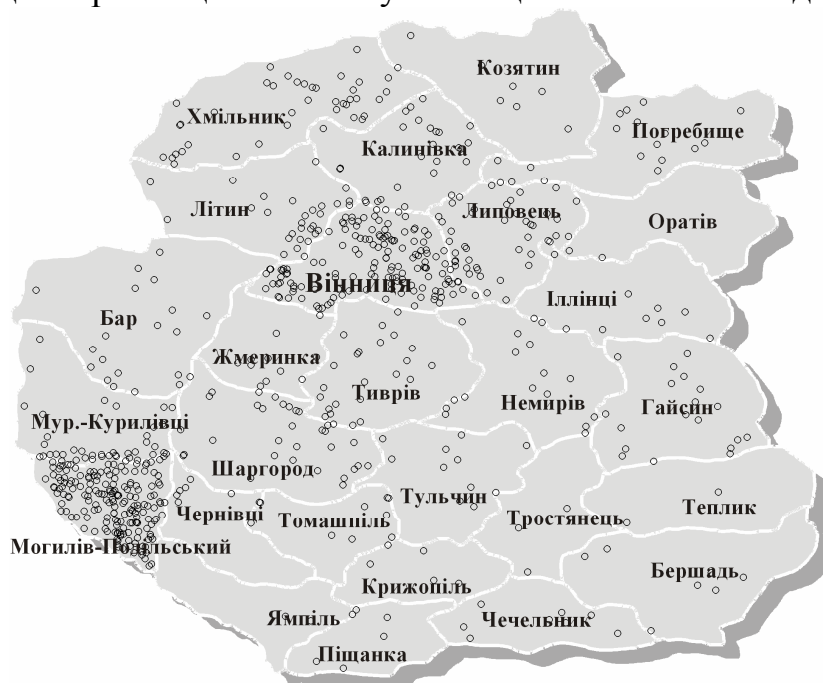 Козятин
Хмільник
Погребище
Калинівка
Літин
Липовець
Оратів
Вінниця
Іллінці
Бар
Жмеринка
Тиврів
Немирів
Гайсин
Мур.-Курилівці
Шаргород
Тульчин
Чернівці
Томашпіль
Тростянець
Теплик
Могилів-Подільський
Крижопіль
Бершадь
Ямпіль
Чечельник
Піщанка